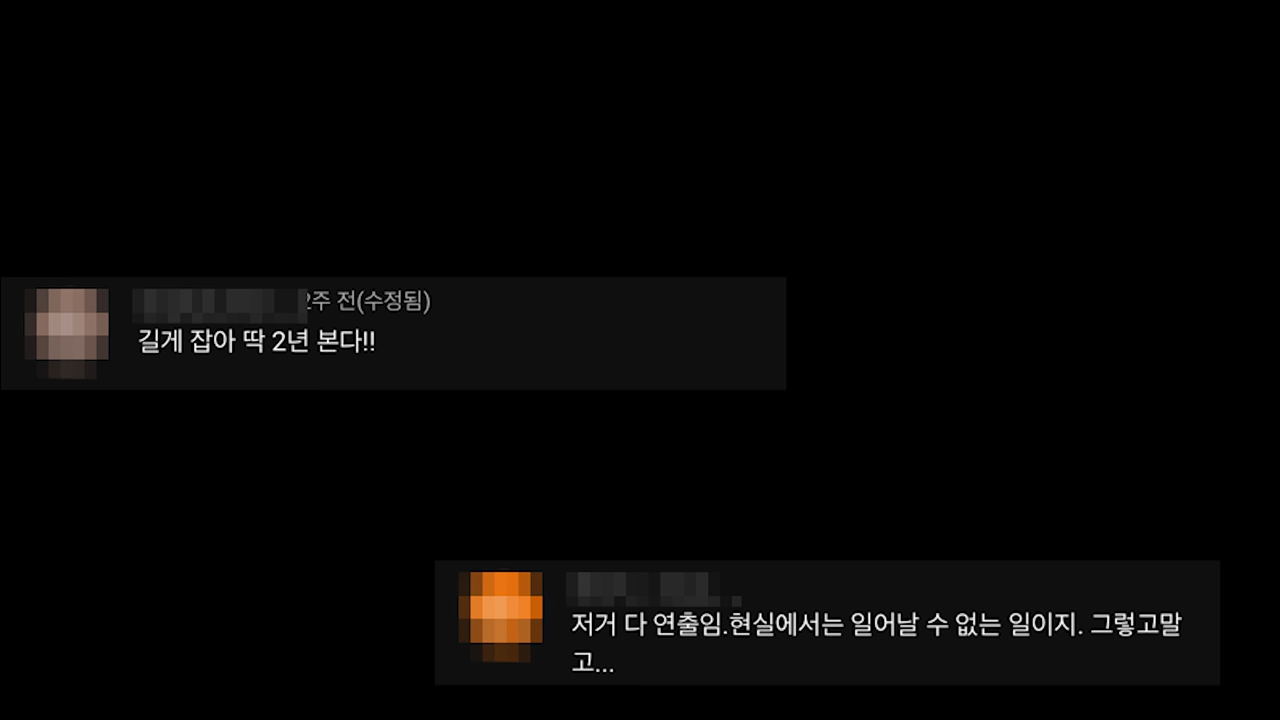 2주 전(수정됨)
길게 잡아 딱 2년 본다!!
저거 다 연출임.현실에서는 일어날 수 없는 일이지. 그렇고말
고...